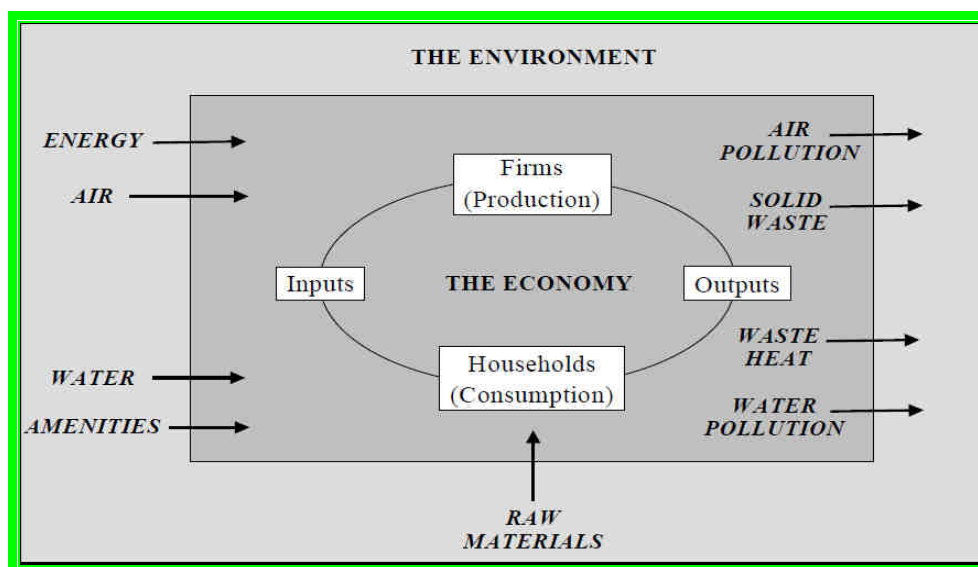 THE ENVIRONMENT
ENERGY
AIR
WATER
AMENITIES
Firms
(Production)
Inputs
THE ECONOMY
Outputs
Households
(Consumption)
AIR
POLLUTION
SOLID
WASTE
WASTE
HEAT
WATER
POLLUTION
RAW
MATERIALS